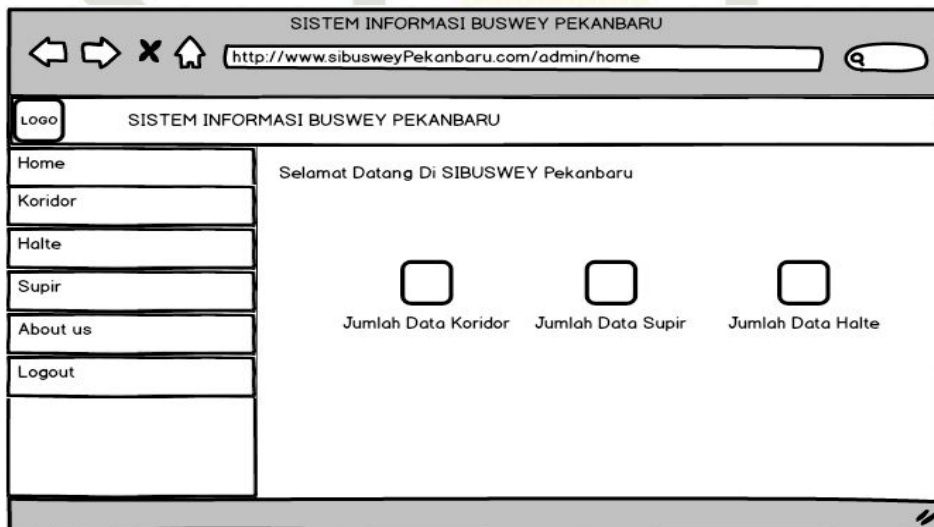 SISTEM INFORMASI BUSWEY PEKANBARU
http://www.sibusweyPekanbaru.com/admin/home
LOGO
SISTEM INFORMASI BUSWEY PEKANBARU
Home
Koridor
Halte
Supir
About us
Logout
Selamat Datang Di SIBUSWEY Pekanbaru
Jumlah Data Koridor
Jumlah Data Supir
Jumlah Data Halte